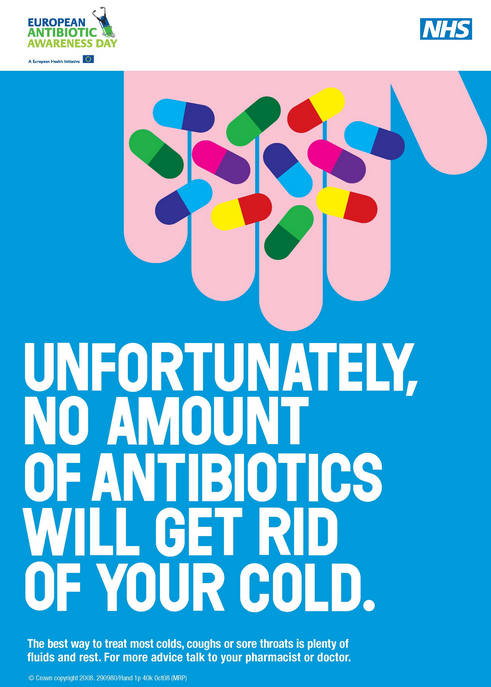 EUROPEAN
ANTIBIOTIC
AWARENESS DAY
A European Health Initiative
NHS
UNFORTUNATELY,
NO AMOUNT
OF ANTIBIOTICS
WILL GET RID
OF YOUR COLD.
The best way to treat most colds, coughs or sore throats is plenty of
fluids and rest. For more advice talk to your pharmacist or doctor.
© Crown copyright 2008. 290980/Hand 1p 40k Oct08 (MRP)